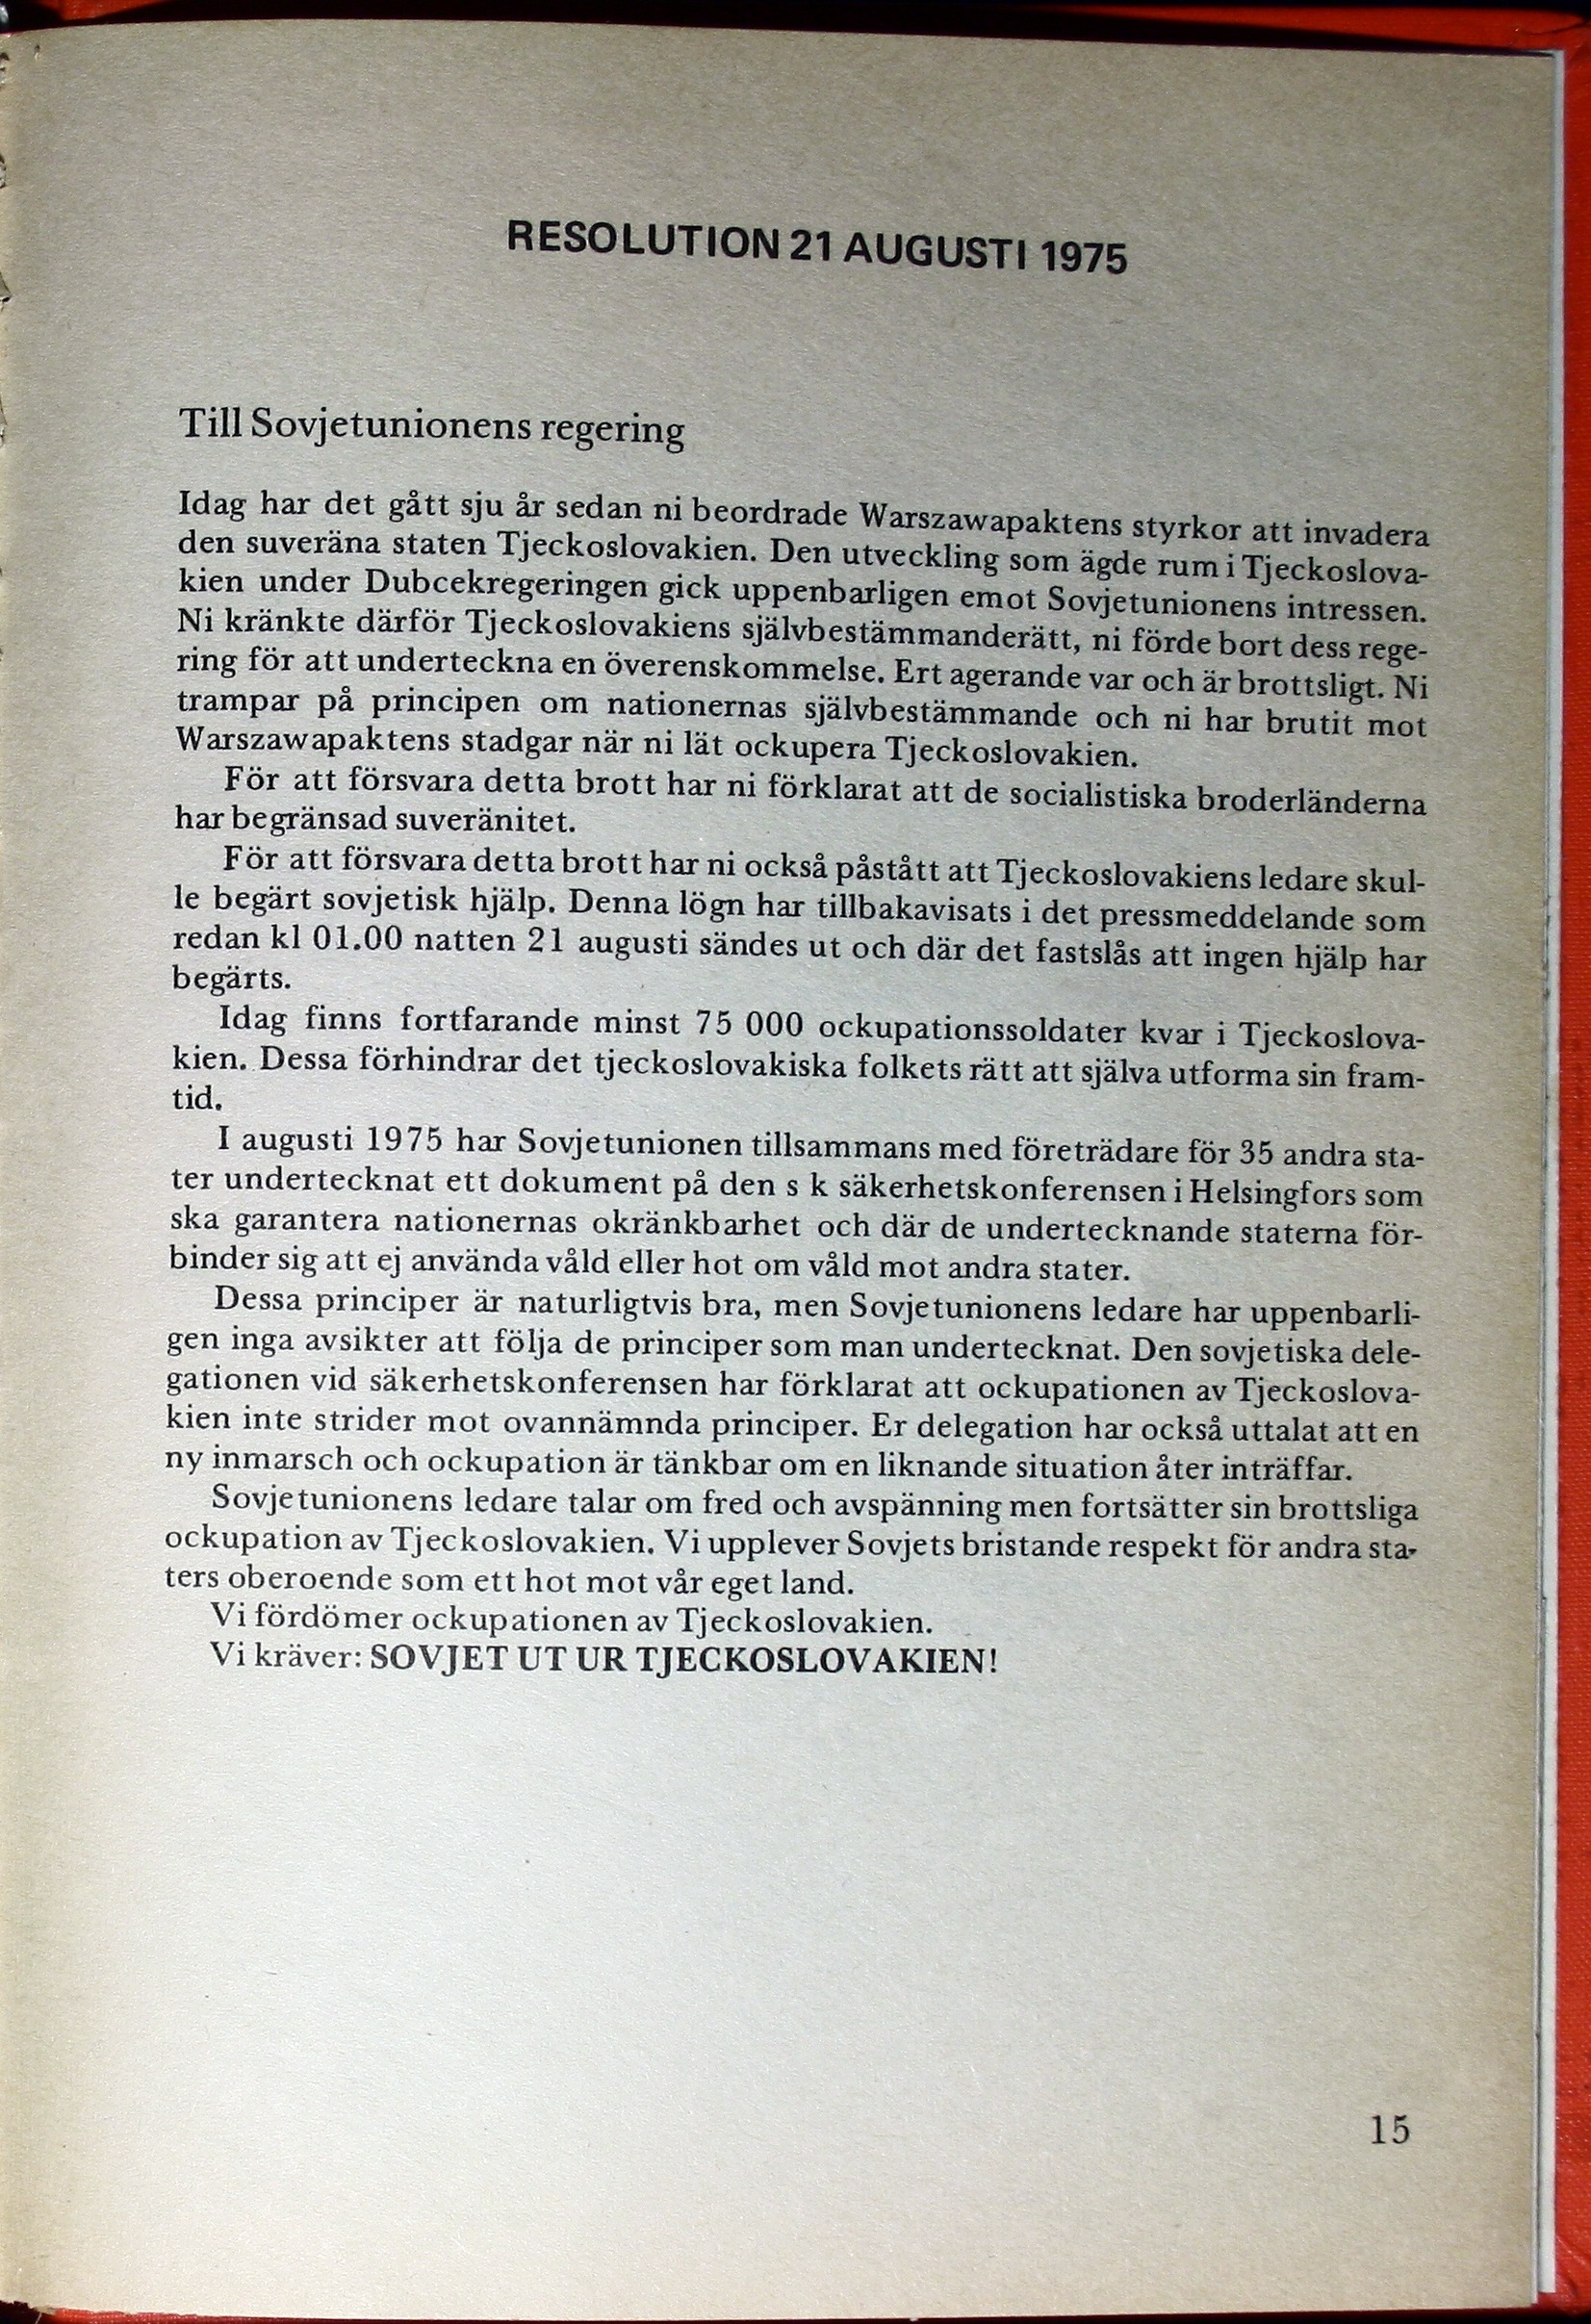 RESOLUTION 21 AUGUSTI 1975
Till Sovjetunionens regering
Idag har det gått sju år sedan ni beordrade Warszawapaktens styrkor att invadera
den suveräna staten Tjeckoslovakien. Den utveckling som ägde rum i Tjeckoslova-
kien under Dubcekregeringen gick uppenbarligen emot Sovjetunionens intressen.
Ni kränkte därför Tjeckoslovakiens självbestämmanderätt, ni förde bort dess rege-
ring för att underteckna en överenskommelse. Ert agerande var och är brottsligt. Ni
trampar på principen om nationernas självbestämmande och ni har brutit mot
Warszawapaktens stadgar när ni lät ockupera Tjeckoslovakien.
För att försvara detta brott har ni förklarat att de socialistiska broderländerna
har begränsad suveränitet.
För att försvara detta brott har ni också påstått att Tjeckoslovakiens ledare skul-
le begärt sovjetisk hjälp. Denna lögn har tillbakavisats i det pressmeddelande som
redan kl 01.00 natten 21 augusti sändes ut och där det fastslås att ingen hjälp har
begärts.
Idag finns fortfarande minst 75 000 ockupationssoldater kvar i Tjeckoslova-
kien. Dessa förhindrar det tjeckoslovakiska folkets rätt att själva utforma sin fram-
tid.
I augusti 1975 har Sovjetunionen tillsammans med företrädare för 35 andra sta-
ter undertecknat ett dokument på den s k säkerhetskonferensen i Helsingfors som
ska garantera nationernas okränkbarhet och där de undertecknande staterna för-
binder sig att ej använda våld eller hot om våld mot andra stater.
Dessa principer är naturligtvis bra, men Sovjetunionens ledare har uppenbarli-
gen inga avsikter att följa de principer som man undertecknat. Den sovjetiska dele-
gationen vid säkerhetskonferensen har förklarat att ockupationen av Tjeckoslova-
kien inte strider mot ovannämnda principer. Er delegation har också uttalat att en
ny inmarsch och ockupation är tänkbar om en liknande situation åter inträffar.
Sovjetunionens ledare talar om fred och avspänning men fortsätter sin brottsliga
ockupation av Tjeckoslovakien. Vi upplever Sovjets bristande respekt för andra sta-
ters oberoende som ett hot mot vår eget land.
Vi fördömer ockupationen av Tjeckoslovakien.
Vi kräver: SOVJET UT UR TJECKOSLOVAKIEN!
15